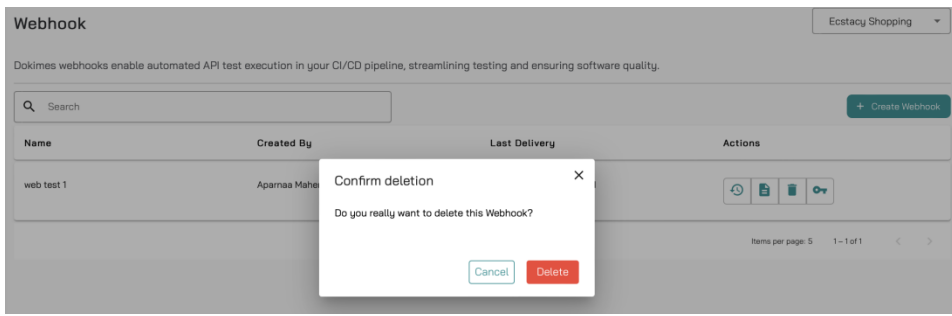 Webhook
Ecstacy Shopping
Dokimes webhooks enable automated API test execution in your CI/CD pipeline, streamlining testing and ensuring software quality.
Search
+ Create Webhook
Name Created By Last Delivery Actions
Confirm deletion
web test 1 Aparnaa
Do you really want to delete this Webhook?
Items per page: 5 1 – 1 of 1
Cancel Delete